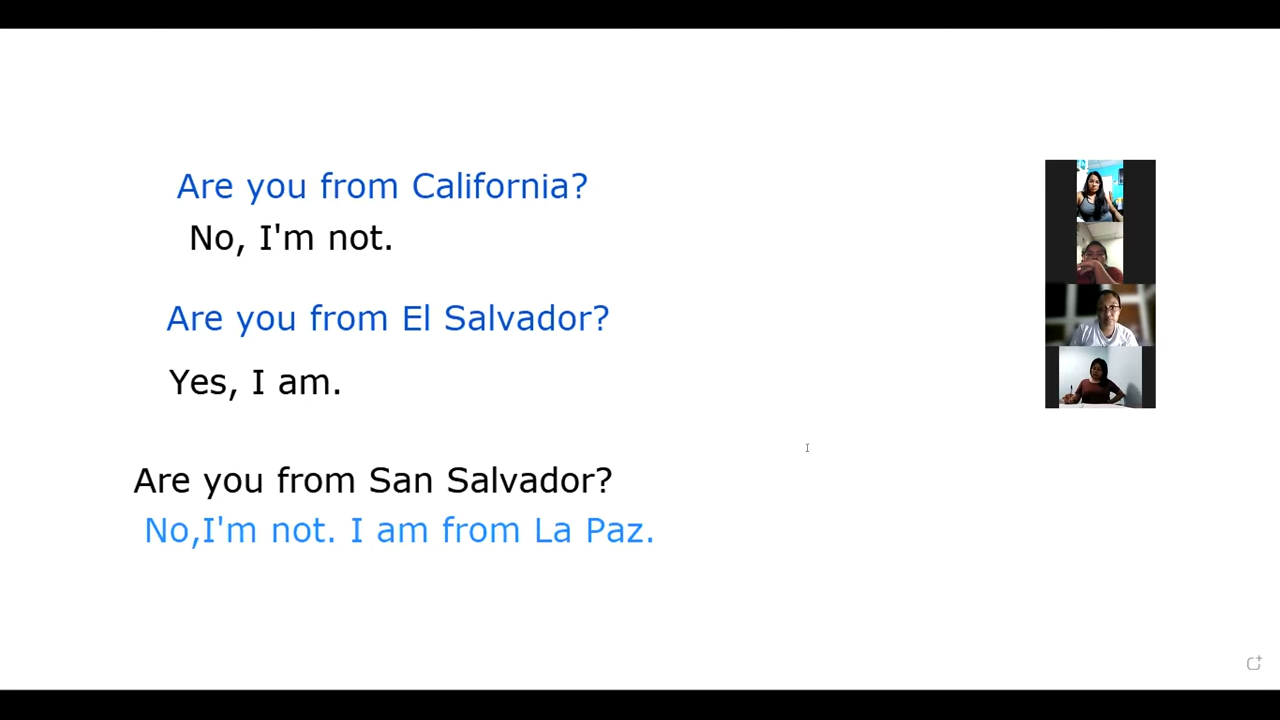 Are you from California?
No, I'm not.
Are you from El Salvador?
Yes, I am.
Are you from San Salvador?
No,I'm not. I am from La Paz.